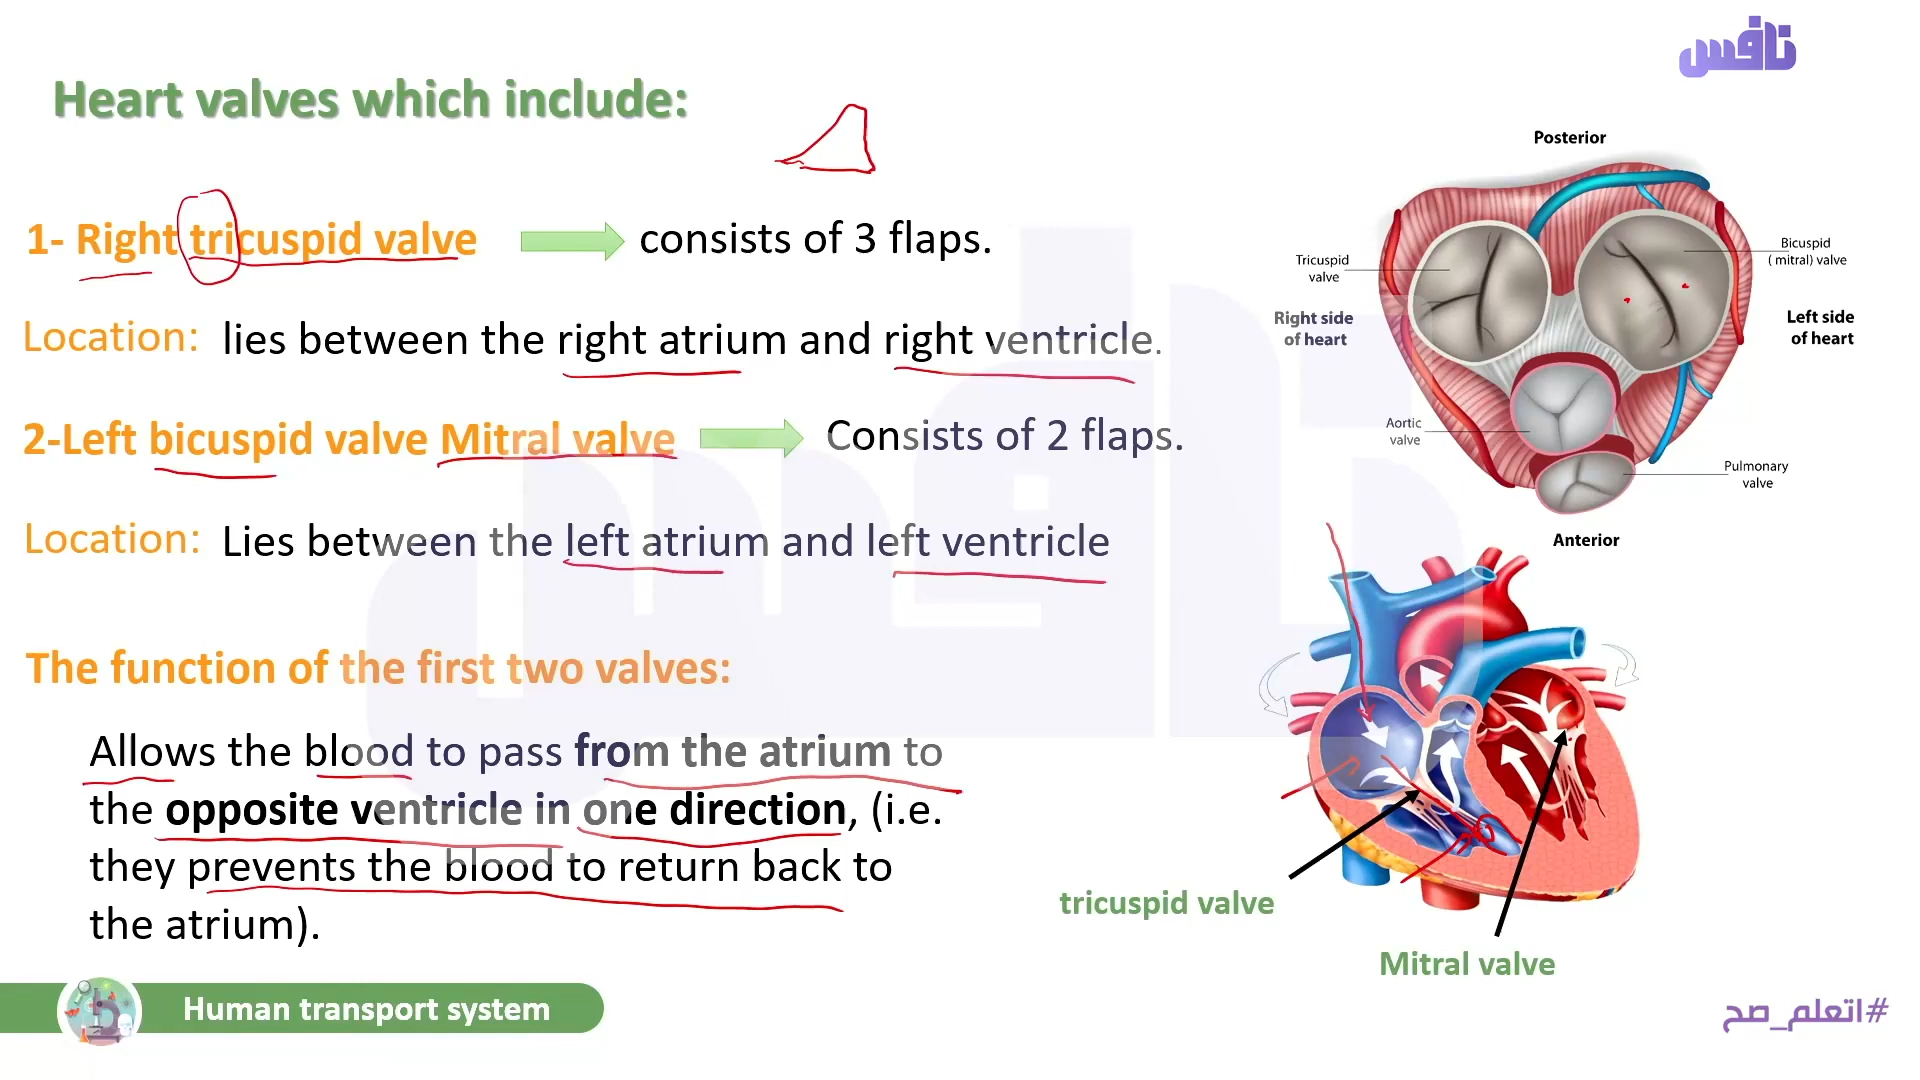 نافس
Heart valves which include:
1- Right tricuspid valve
consists of 3 flaps.
Location: lies between the right atrium and right ventricle.
2-Left bicuspid valve Mitral valve
Consists of 2 flaps.
Location: Lies between the left atrium and left ventricle
The function of the first two valves:
Allows the blood to pass from the atrium to
the opposite ventricle in one direction, (i.e.
they prevents the blood to return back to
the atrium).
Posterior
Tricuspid
valve
Bicuspid
( mitral) valve
Right side
of heart
Left side
of heart
Aortic
valve
Pulmonary
valve
Anterior
tricuspid valve
Mitral valve
Human transport system
#اتعلم_صح